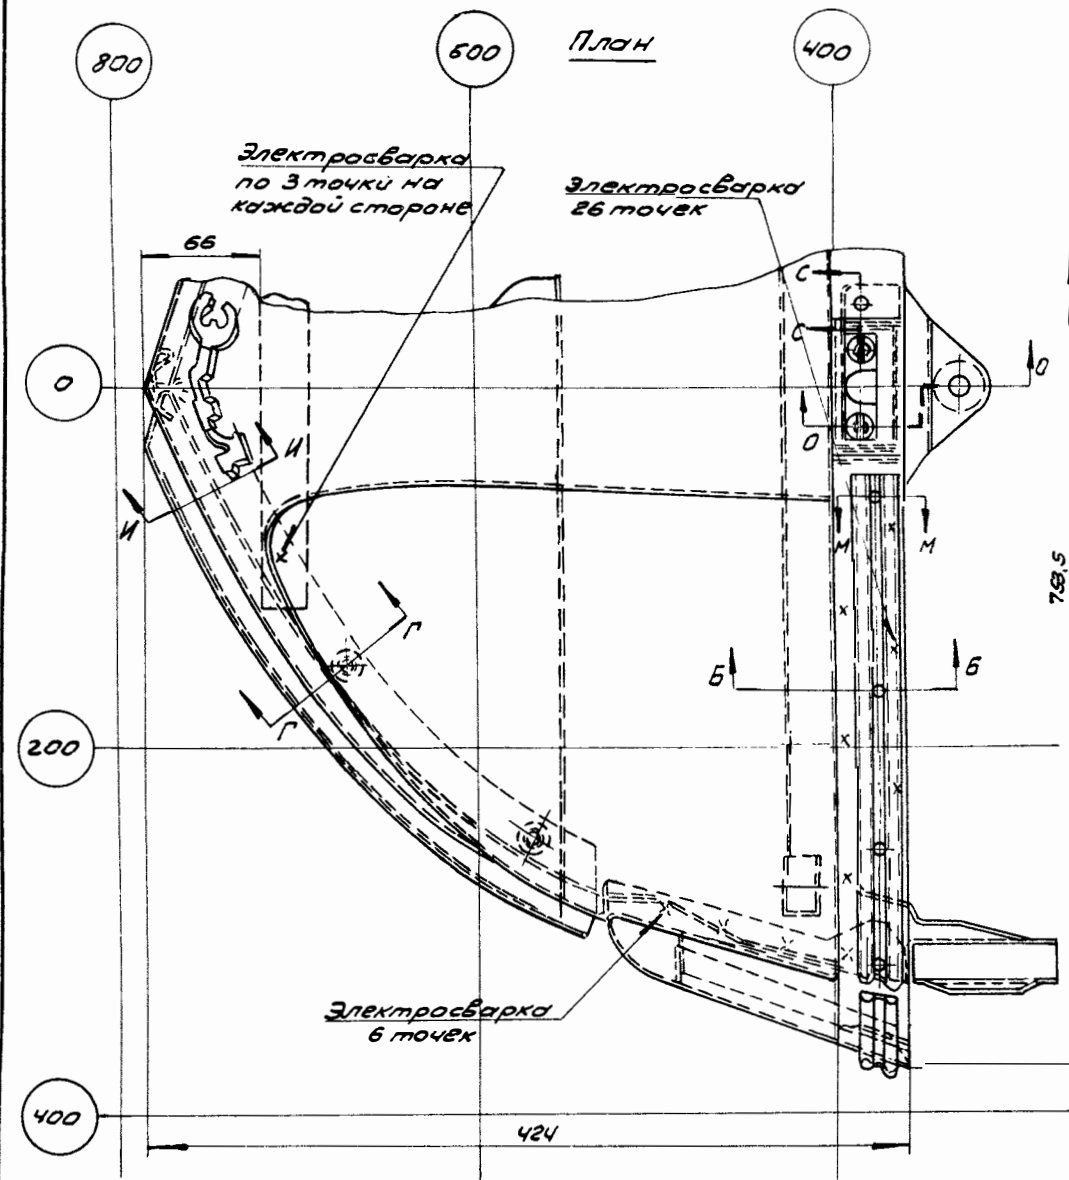 800
600
План
400
Электросварка
по 3 точки на
каждой стороне
Электросварка
26 точек
66
С
С
О
О
О
И
И
М
М
758,5
Г
Г
Б
Б
200
Электросварка
6 точек
400
424